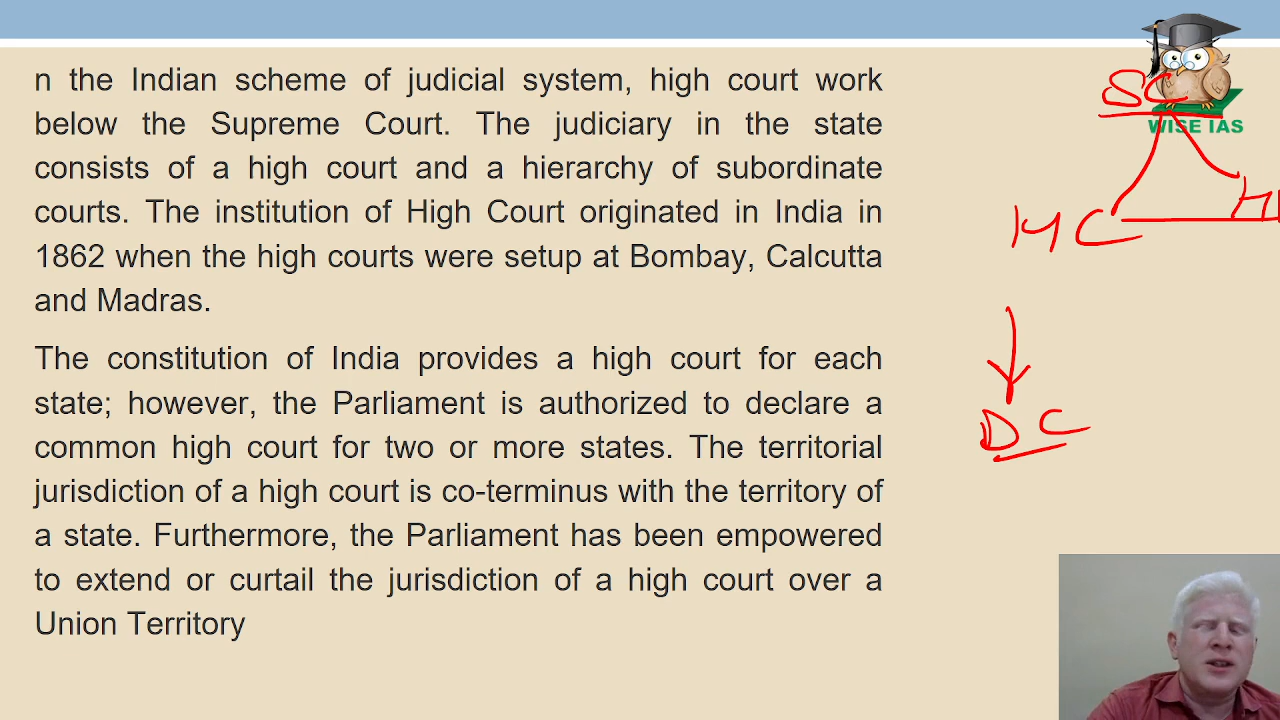 n the Indian scheme of judicial system, high court work
below the Supreme Court. The judiciary in the state
consists of a high court and a hierarchy of subordinate
courts. The institution of High Court originated in India in
1862 when the high courts were setup at Bombay, Calcutta
and Madras.
The constitution of India provides a high court for each
state; however, the Parliament is authorized to declare a
common high court for two or more states. The territorial
jurisdiction of a high court is co-terminus with the territory of
a state. Furthermore, the Parliament has been empowered
to extend or curtail the jurisdiction of a high court over a
Union Territory
SC
WISE IAS
HC
DC